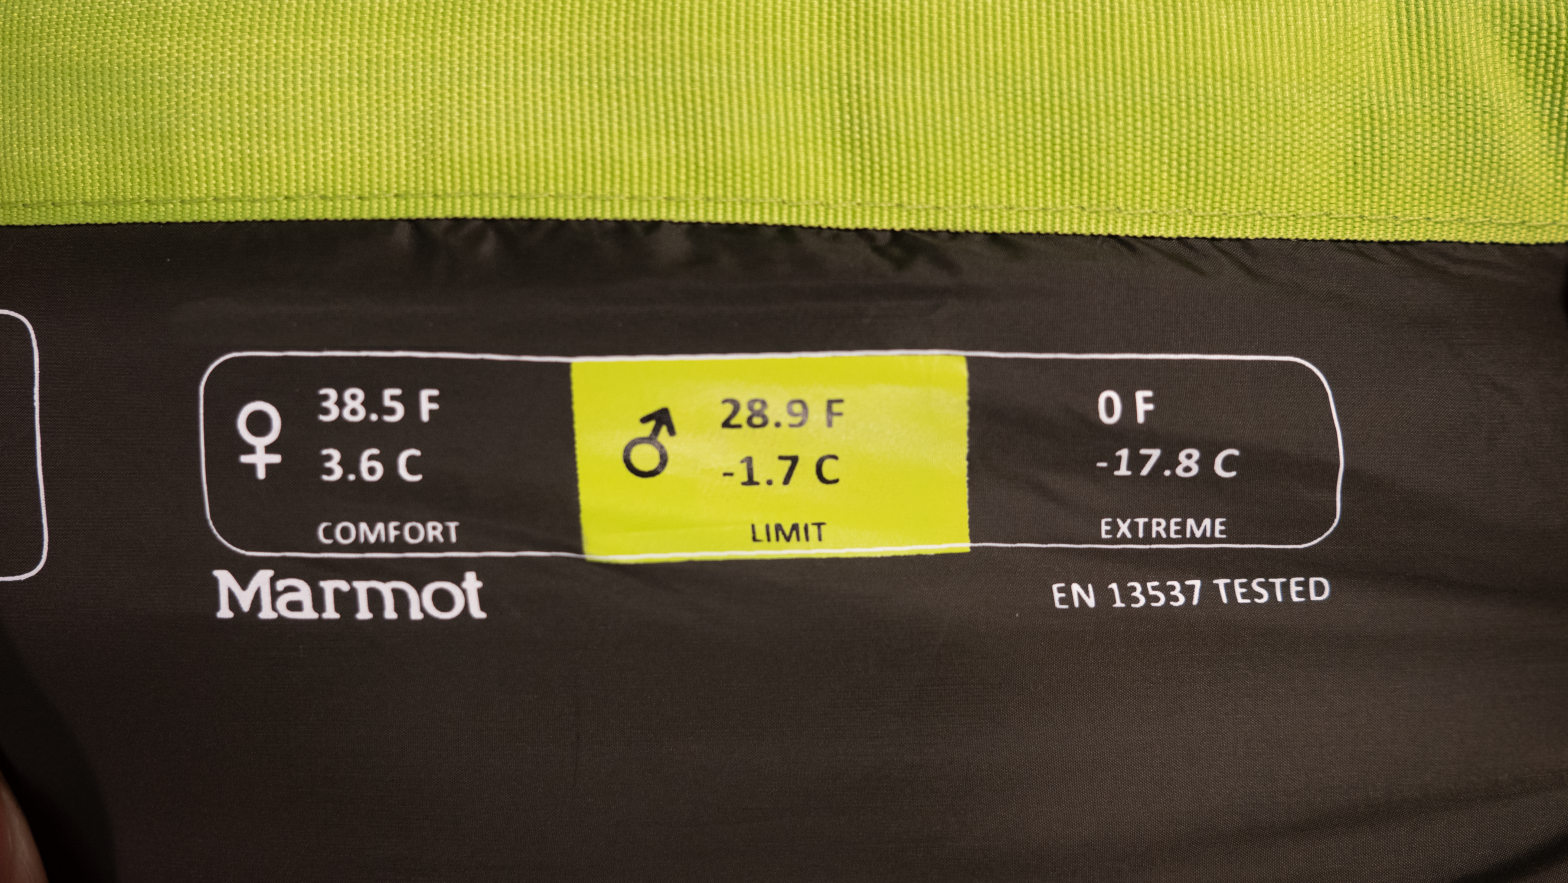 ♀ 38.5 F
3.6 C
COMFORT
♂ 28.9 F
-1.7 C
LIMIT
0 F
-17.8 C
EXTREME
Marmot
EN 13537 TESTED